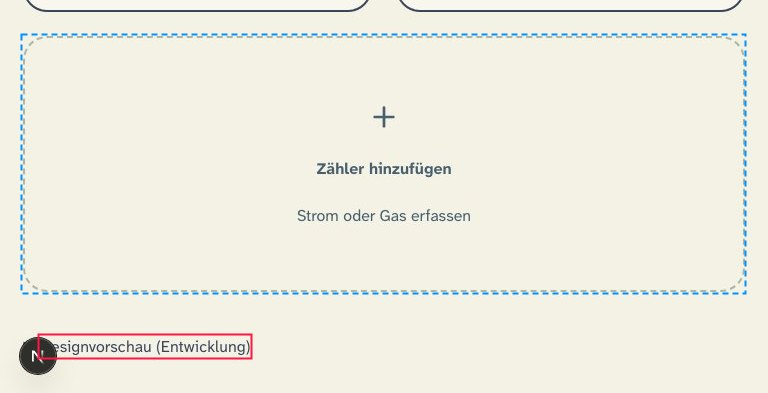 Zähler hinzufügen
Strom oder Gas erfassen
esignvorschau (Entwicklung)
N